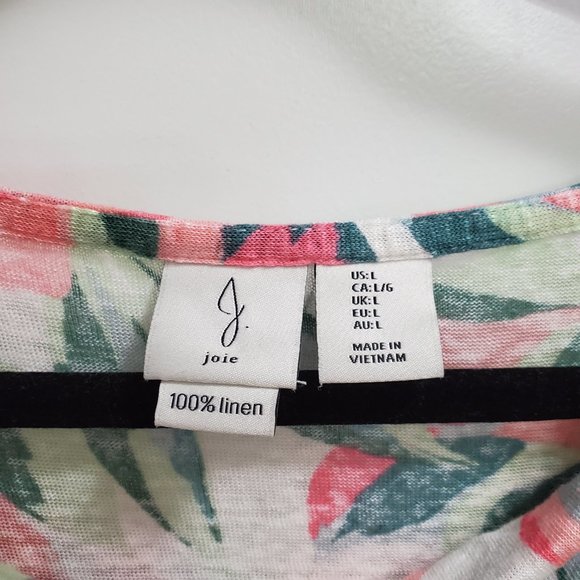 J.
joie
100% linen
US: L
CA: L/G
UK: L
EU: L
AU: L
MADE IN
VIETNAM